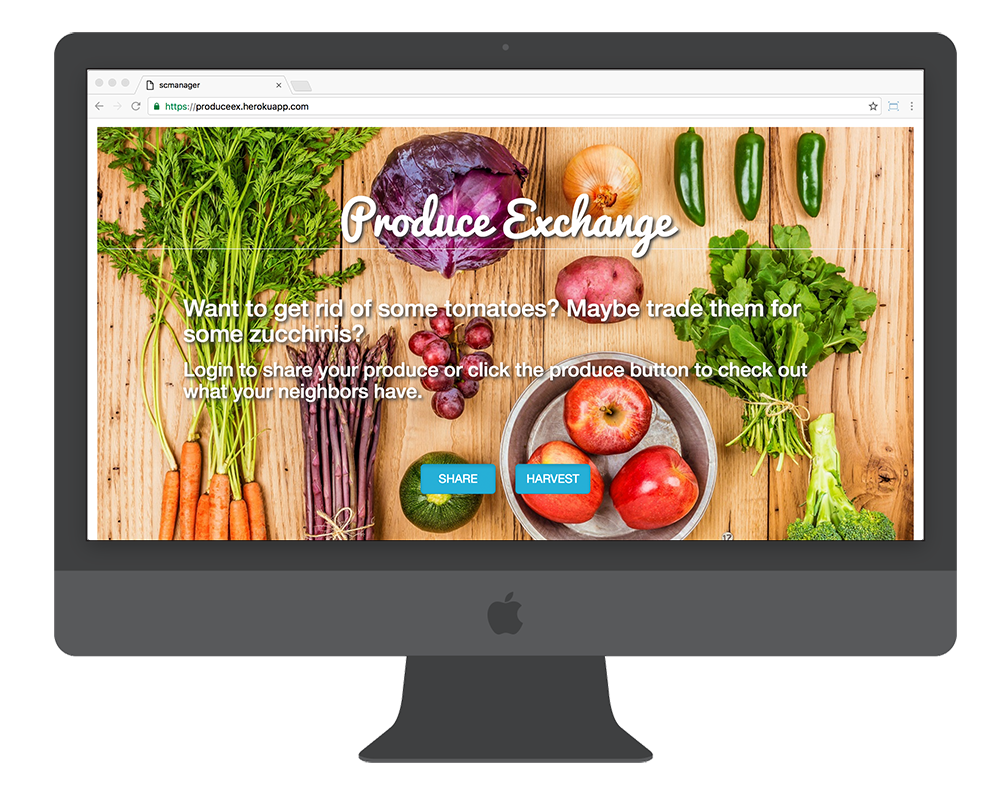 scmanager
https://produceex.herokuapp.com
Produce Exchange
Want to get rid of some tomatoes? Maybe trade them for
some zucchinis?
Login to share your produce or click the produce button to check out
what your neighbors have.
SHARE
HARVEST